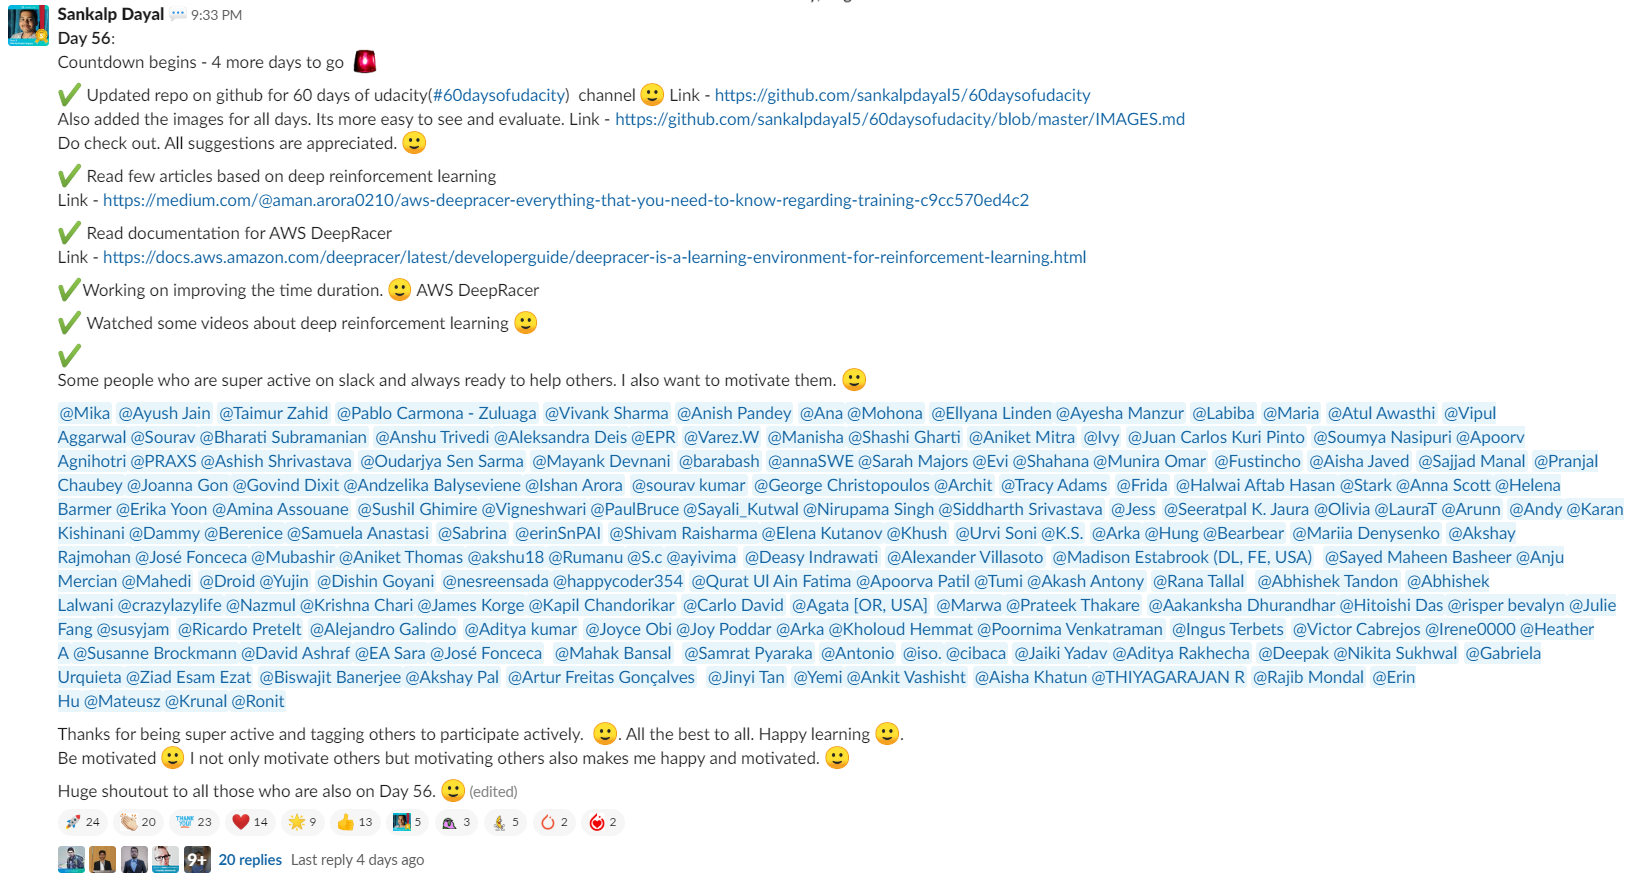 Sankalp Dayal 9:33 PM
Day 56:
Countdown begins - 4 more days to go
Updated repo on github for 60 days of udacity(#60daysofudacity) channel Link - https://github.com/sankalpdayal5/60daysofudacity
Also added the images for all days. Its more easy to see and evaluate. Link - https://github.com/sankalpdayal5/60daysofudacity/blob/master/IMAGES.md
Do check out. All suggestions are appreciated.
Read few articles based on deep reinforcement learning
Link - https://medium.com/@aman.arora0210/aws-deepracer-everything-that-you-need-to-know-regarding-training-c9cc570ed4c2
Read documentation for AWS DeepRacer
Link - https://docs.aws.amazon.com/deepracer/latest/developerguide/deepracer-is-a-learning-environment-for-reinforcement-learning.html
Working on improving the time duration. AWS DeepRacer
Watched some videos about deep reinforcement learning
Some people who are super active on slack and always ready to help others. I also want to motivate them.
@Mika @Ayush Jain @Taimur Zahid @Pablo Carmona - Zuluaga @Vivank Sharma @Anish Pandey @Ana @Mohona @Ellyana Linden @Ayesha Manzur @Labiba @Maria @Atul Awasthi @Vipul
Aggarwal @Sourav @Bharati Subramanian @Anshu Trivedi @Aleksandra Deis @EPR @Varez.W @Manisha @Shashi Gharti @Aniket Mitra @Ivy @Juan Carlos Kuri Pinto @Soumya Nasipuri @Apoorv
Agnihotri @PRAXS @Ashish Shrivastava @Oudarjya Sen Sarma @Mayank Devnani @barabash @annaSWE @Sarah Majors @Evi @Shahana @Munira Omar @Fustincho @Aisha Javed @Sajjad Manal @Pranjal
Chaubey @Joanna Gon @Govind Dixit @Andzelika Balyseviene @Ishan Arora @sourav kumar @George Christopoulos @Archit @Tracy Adams @Frida @Halwai Aftab Hasan @Stark @Anna Scott @Helena
Barmer @Erika Yoon @Amina Assouane @Sushil Ghimire @Vigneshwari @PaulBruce @Sayali_Kutwal @Nirupama Singh @Siddharth Srivastava @Jess @Seeratpal K. Jaura @Olivia @LauraT @Arunn @Andy @Karan
Kishinani @Dammy @Berenice @Samuela Anastasi @Sabrina @erinSnPAI @Shivam Raisharma @Elena Kutanov @Khush @Urvi Soni @K.S. @Arka @Hung @Bearbear @Mariia Denysenko @Akshay
Rajmohan @José Fonceca @Mubashir @Aniket Thomas @akshu18 @Rumanu @S.c @ayivima @Deasy Indrawati @Alexander Villasoto @Madison Estabrook (DL, FE, USA) @Sayed Maheen Basheer @Anju
Mercian @Mahedi @Droid @Yujin @Dishin Goyani @nesreensada @happycoder354 @Qurat Ul Ain Fatima @Apoorva Patil @Tumi @Akash Antony @Rana Tallal @Abhishek Tandon @Abhishek
Lalwani @crazylazylife @Nazmul @Krishna Chari @James Korge @Kapil Chandorikar @Carlo David @Agata [OR, USA] @Marwa @Prateek Thakare @Aakanksha Dhurandhar @Hitoishi Das @risper bevalyn @Julie
Fang @susyjam @Ricardo Pretelt @Alejandro Galindo @Aditya kumar @Joyce Obi @Joy Poddar @Arka @Kholoud Hemmat @Poornima Venkatraman @Ingus Terbets @Victor Cabrejos @Irene0000 @Heather
A @Susanne Brockmann @David Ashraf @EA Sara @José Fonceca @Mahak Bansal @Samrat Pyaraka @Antonio @iso. @cibaca @Jaiki Yadav @Aditya Rakhecha @Deepak @Nikita Sukhwal @Gabriela
Urquieta @Ziad Esam Ezat @Biswajit Banerjee @Akshay Pal @Artur Freitas Gonçalves @Jinyi Tan @Yemi @Ankit Vashisht @Aisha Khatun @THIYAGARAJAN R @Rajib Mondal @Erin
Hu @Mateusz @Krunal @Ronit
Thanks for being super active and tagging others to participate actively. . All the best to all. Happy learning .
Be motivated I not only motivate others but motivating others also makes me happy and motivated.
Huge shoutout to all those who are also on Day 56. (edited)
24 20 THANK YOU! 23 14 9 13 5 3 5 2 2
9+ 20 replies Last reply 4 days ago